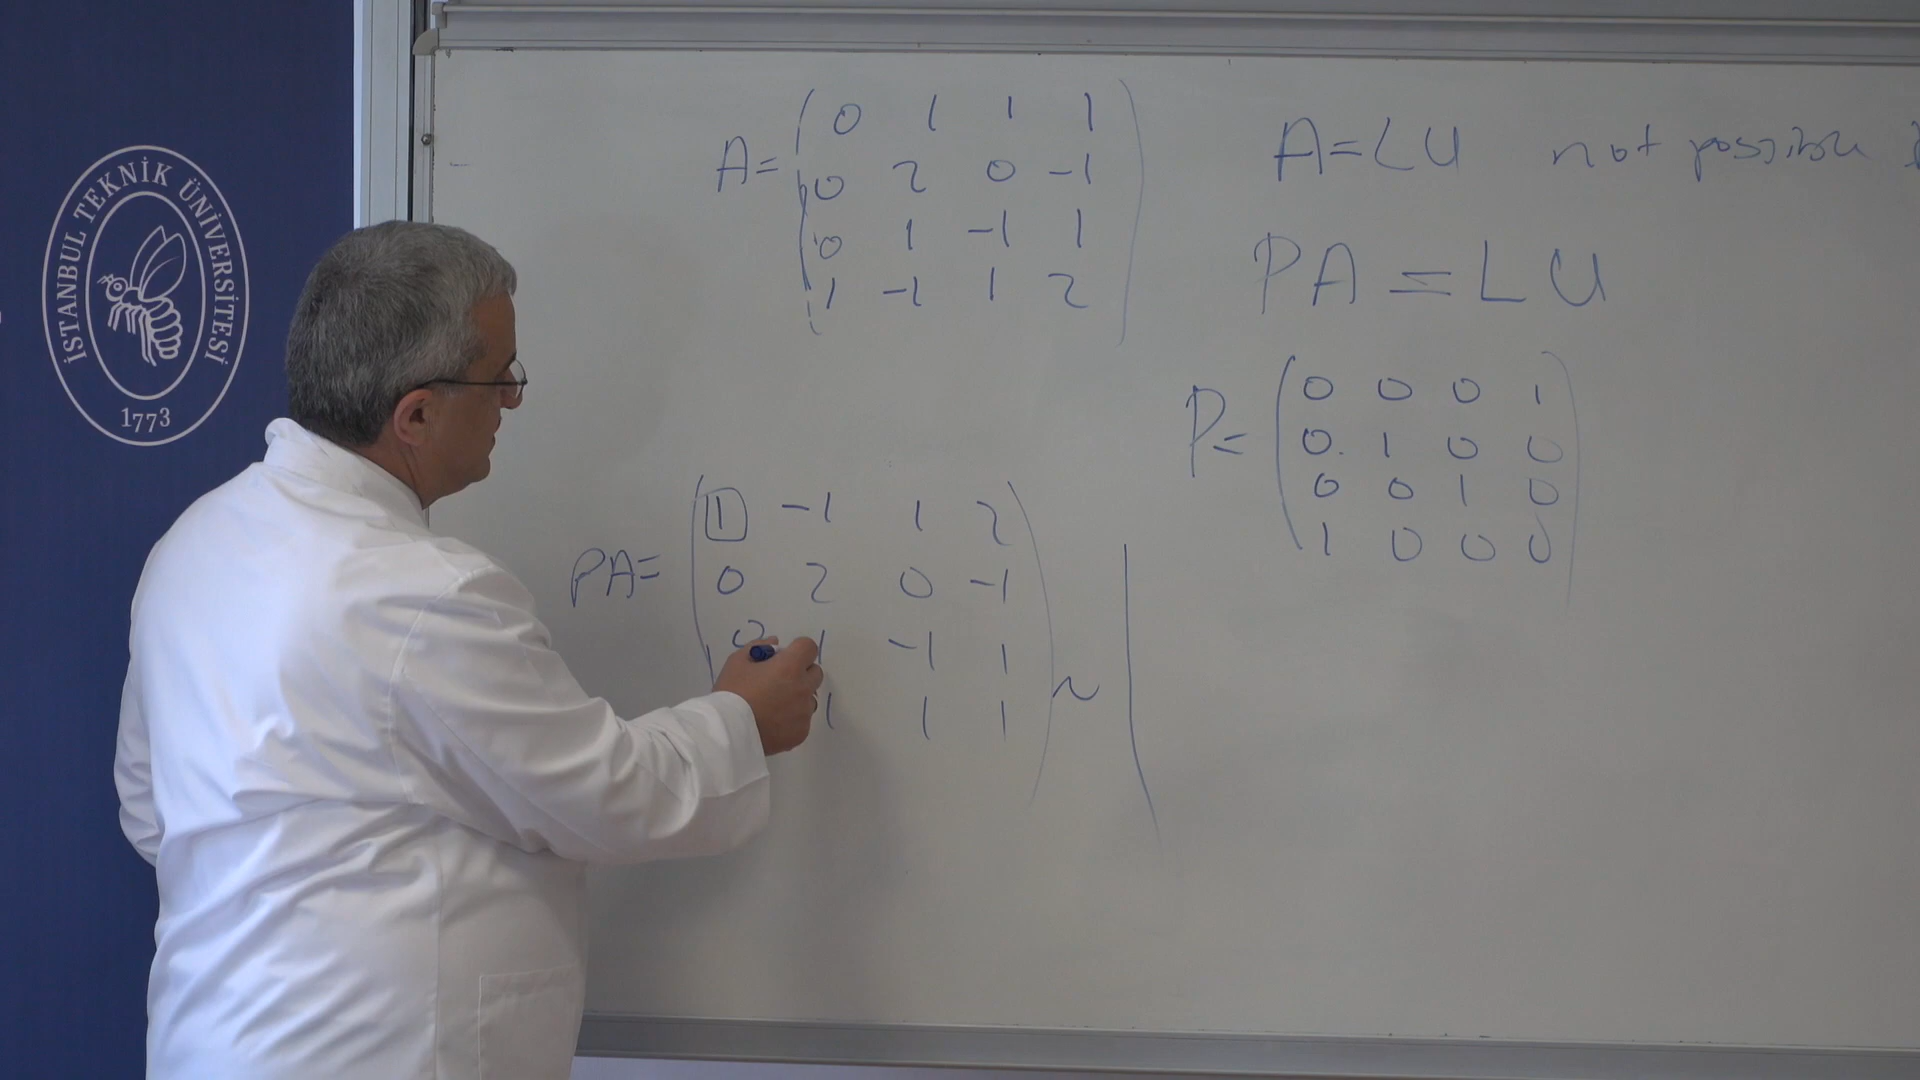 İSTANBUL TEKNİK ÜNİVERSİTESİ
1773
A= 0 1 1 1
0 2 0 -1
0 1 -1 1
1 -1 1 2
A=LU not possible
PA=LU
P= 0 0 0 1
0 1 0 0
0 0 1 0
1 0 0 0
PA= 1 -1 1 2
0 2 0 -1
0 1 -1 1
1 1 1
~